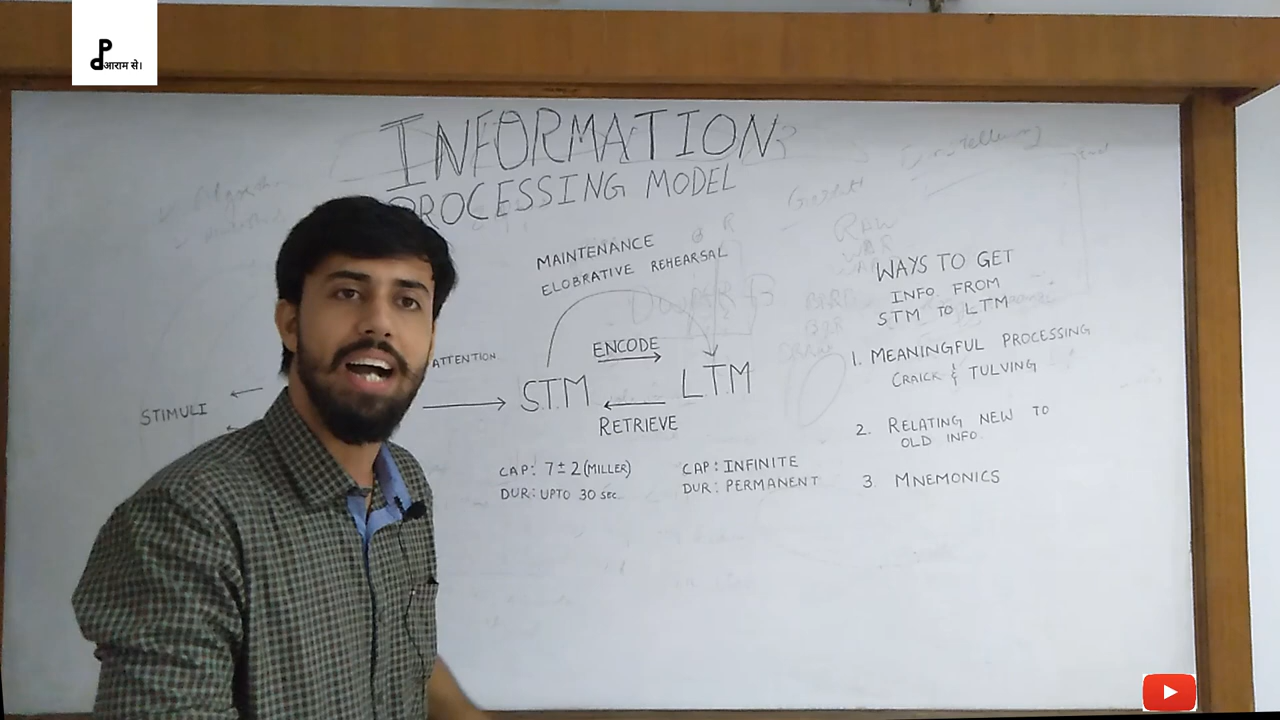 P
d आराम से।
INFORMATION
PROCESSING MODEL
MAINTENANCE
ELOBRATIVE REHEARSAL
ATTENTION
STIMULI
STM
ENCODE
LTM
RETRIEVE
CAP: 7±2 (MILLER)
DUR: UPTO 30 SEC.
CAP: INFINITE
DUR: PERMANENT
WAYS TO GET
INFO FROM
STM TO LTM
1. MEANINGFUL PROCESSING
CRAICK & TULVING
2. RELATING NEW TO
OLD INFO.
3 MNEMONICS